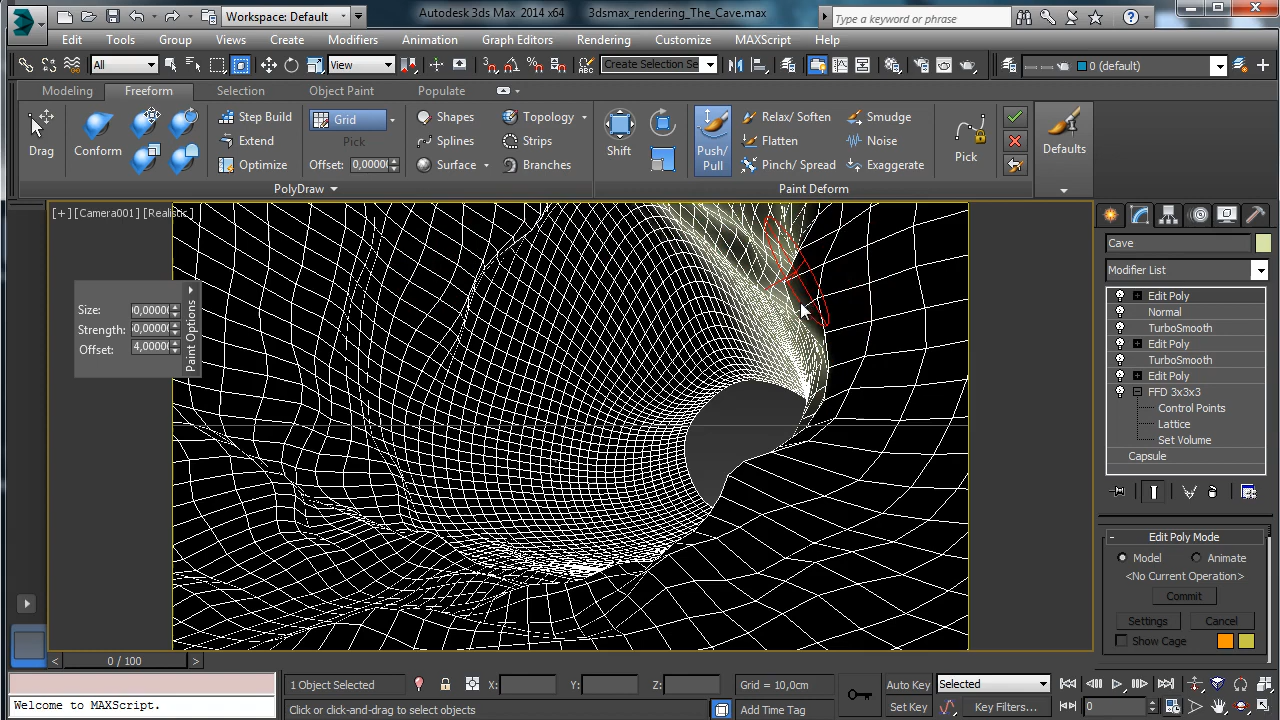 Workspace: Default
Autodesk 3ds Max 2014 x64
3dsmax_rendering_The_Cave.max
Type a keyword or phrase
Edit Tools Group Views Create Modifiers Animation Graph Editors Rendering Customize MAXScript Help
All
View
Create Selection Se
0 (default)
Modeling Freeform Selection Object Paint Populate
Drag
Conform
Step Build
Extend
Optimize
Grid
Pick
Offset: 0,0000
Shapes
Splines
Surface
Topology
Strips
Branches
PolyDraw
Shift
Push/
Pull
Relax/ Soften
Flatten
Pinch/ Spread
Smudge
Noise
Exaggerate
Pick
Paint Deform
Defaults
[+] [Camera001] [Realistic]
Size: 0,0000
Strength: 0,0000
Offset: 4,0000
Paint Options
Cave
Modifier List
Edit Poly
Normal
TurboSmooth
Edit Poly
TurboSmooth
Edit Poly
FFD 3x3x3
Control Points
Lattice
Set Volume
Capsule
- Edit Poly Mode
Model Animate
<No Current Operation>
Commit
Settings Cancel
Show Cage
< 0 / 100 >
Welcome to MAXScript.
1 Object Selected
X: Y: Z:
Grid = 10,0cm
Click or click-and-drag to select objects
Add Time Tag
Auto Key
Selected
Set Key
Key Filters...
0